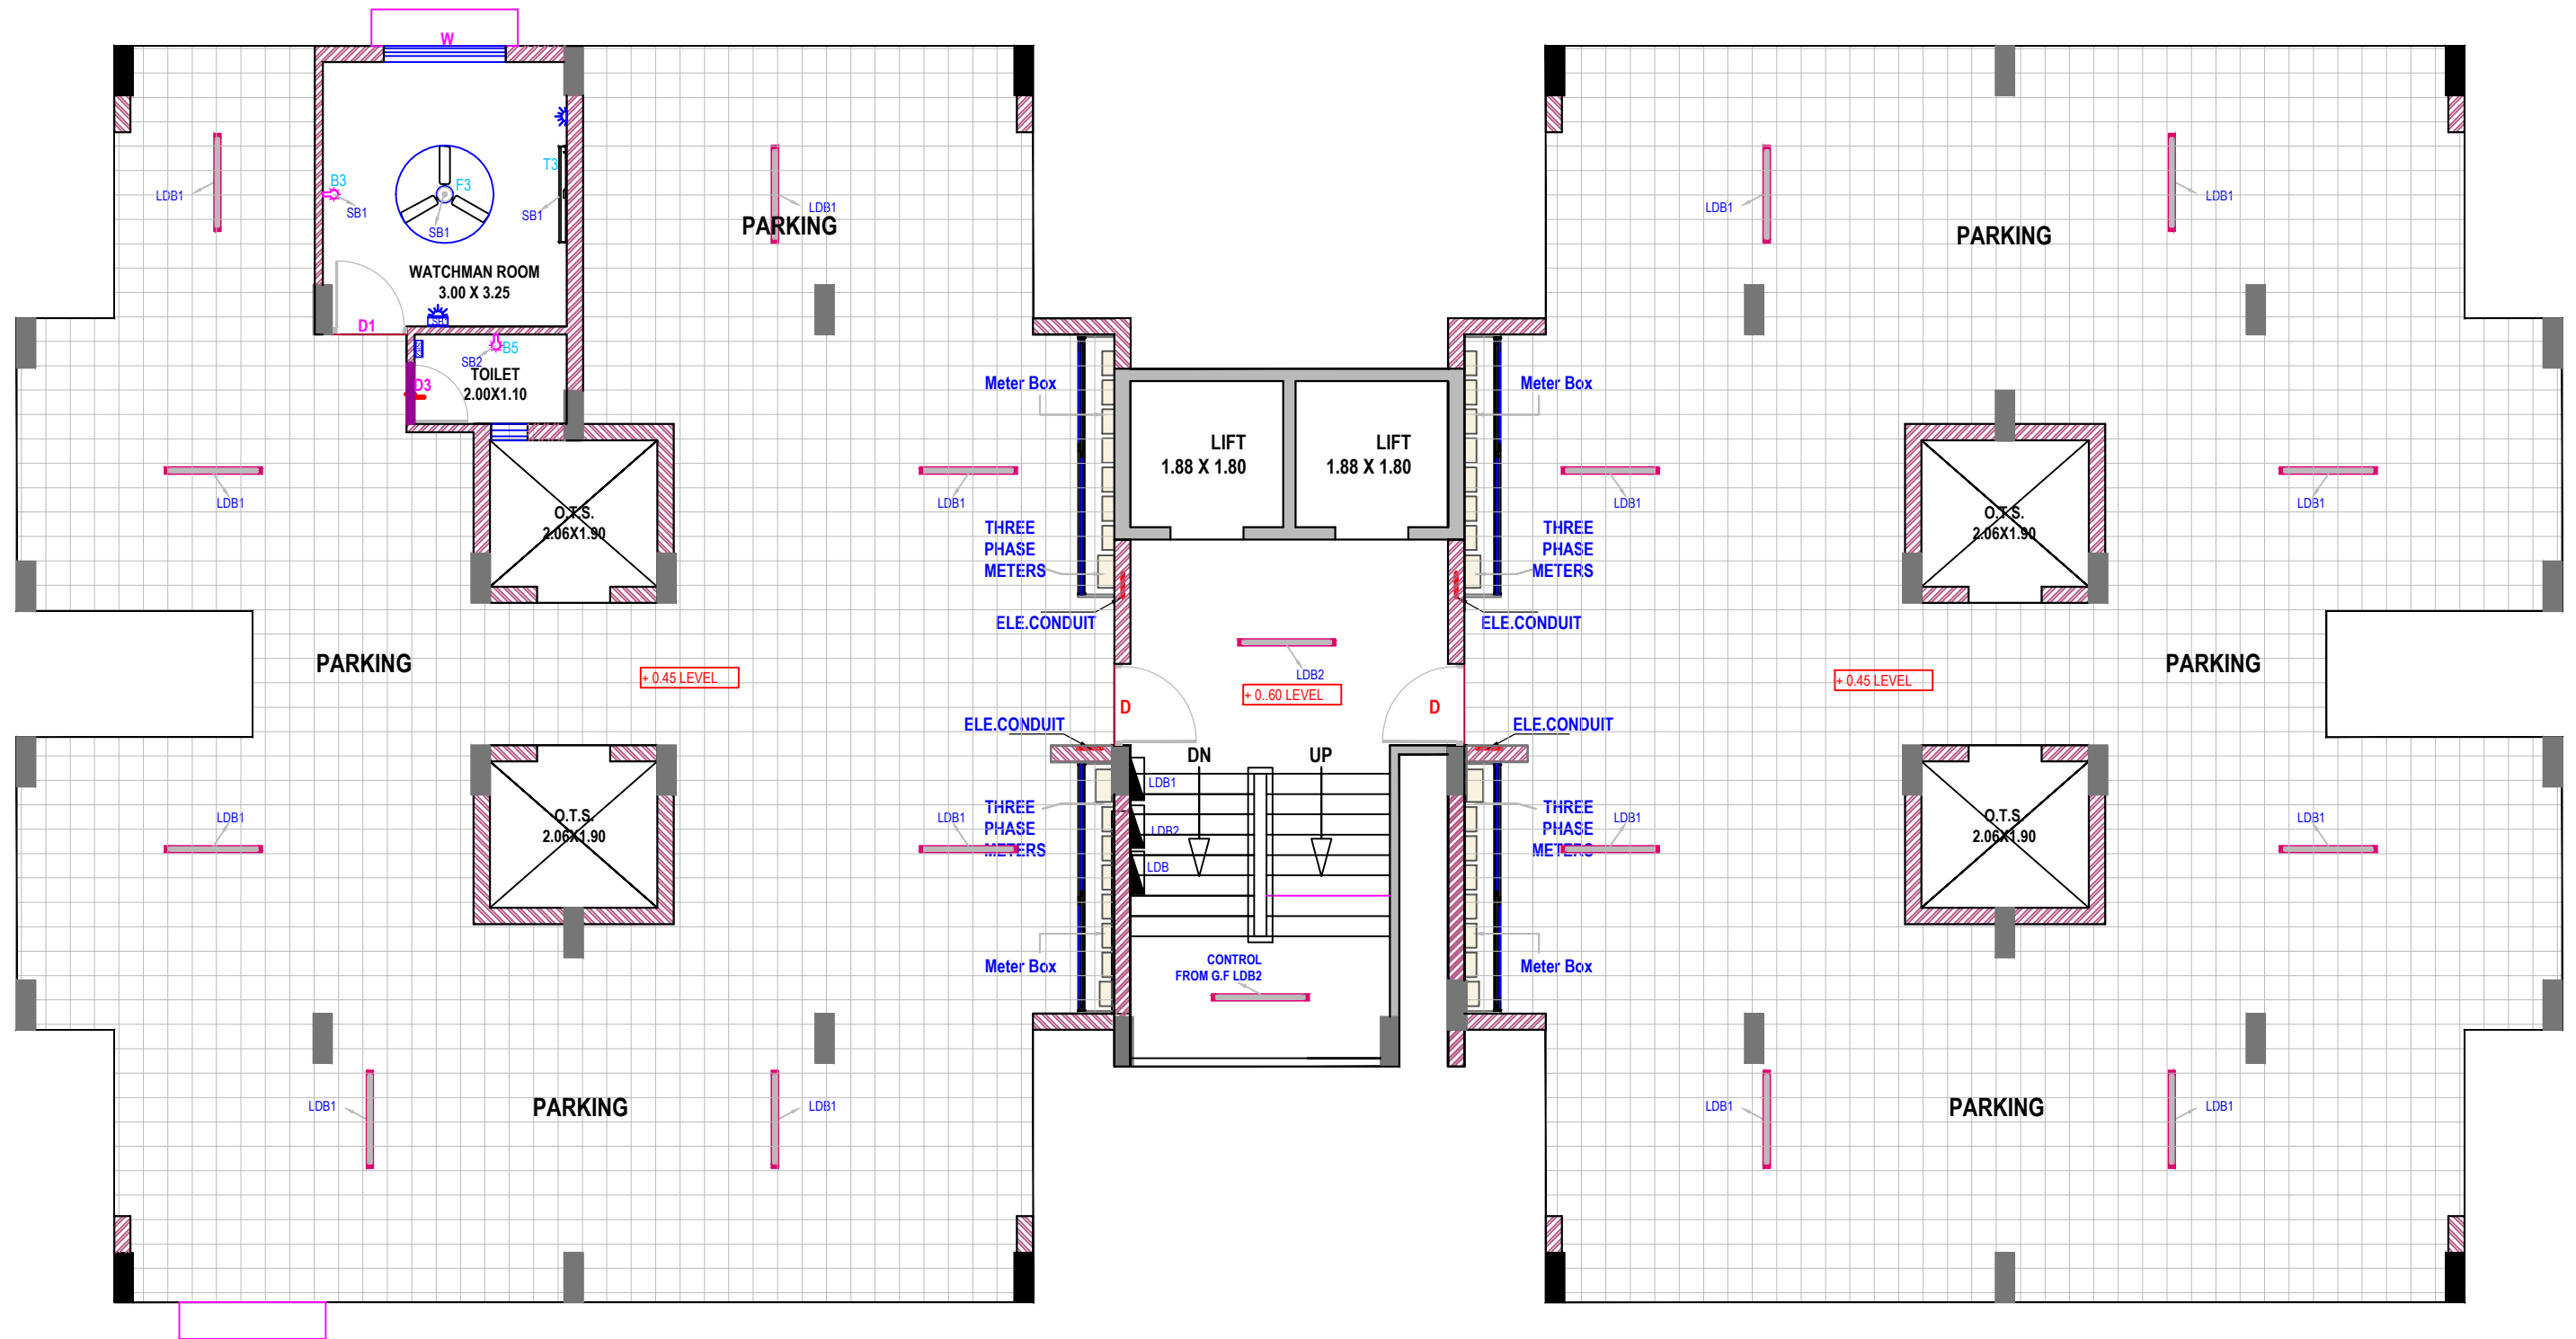 W
LDB1
B3
SB1
F3
SB1
T3
SB1
WATCHMAN ROOM
3.00 X 3.25
D1
SB2
B5
D3
TOILET
2.00X1.10
LDB1
PARKING
LDB1
PARKING
LDB1
Meter Box
LIFT
1.88 X 1.80
LIFT
1.88 X 1.80
Meter Box
LDB1
O.T.S.
2.06X1.90
LDB1
THREE
PHASE
METERS
THREE
PHASE
METERS
LDB1
O.T.S.
2.06X1.90
LDB1
ELE.CONDUIT
ELE.CONDUIT
PARKING
+ 0.45 LEVEL
LDB2
+ 0..60 LEVEL
+ 0.45 LEVEL
PARKING
D
D
ELE.CONDUIT
ELE.CONDUIT
DN
UP
LDB1
LDB2
LDB
LDB1
O.T.S.
2.06X1.90
LDB1
THREE
PHASE
METERS
THREE
PHASE
METERS
LDB1
O.T.S.
2.06X1.90
LDB1
Meter Box
CONTROL
FROM G.F LDB2
Meter Box
LDB1
PARKING
LDB1
LDB1
PARKING
LDB1